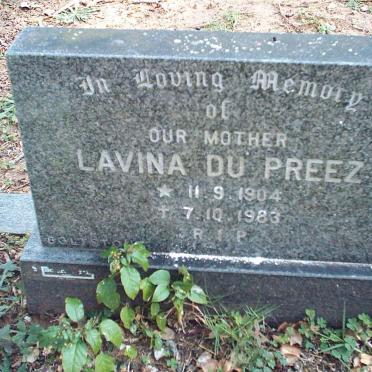 In Loving Memory
of
OUR MOTHER
LAVINA DU PREEZ
* 11.9.1904
† 7.10.1983
R.I.P.